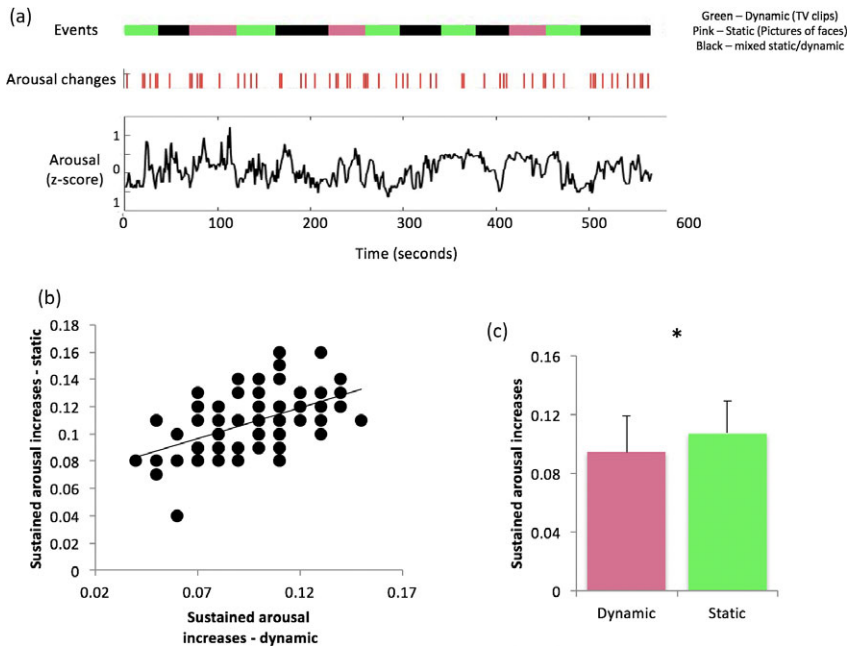 (a)
Events
Green – Dynamic (TV clips)
Pink – Static (Pictures of faces)
Black – mixed static/dynamic
Arousal changes
Arousal
(z-score)
1
0
1
0
100
200
300
400
500
600
Time (seconds)
(b)
Sustained arousal increases - static
0.18
0.16
0.14
0.12
0.1
0.08
0.06
0.04
0.02
0
0.02
0.07
0.12
0.17
Sustained arousal
increases - dynamic
(c)
*
Sustained arousal increases
0.16
0.12
0.08
0.04
0
Dynamic
Static